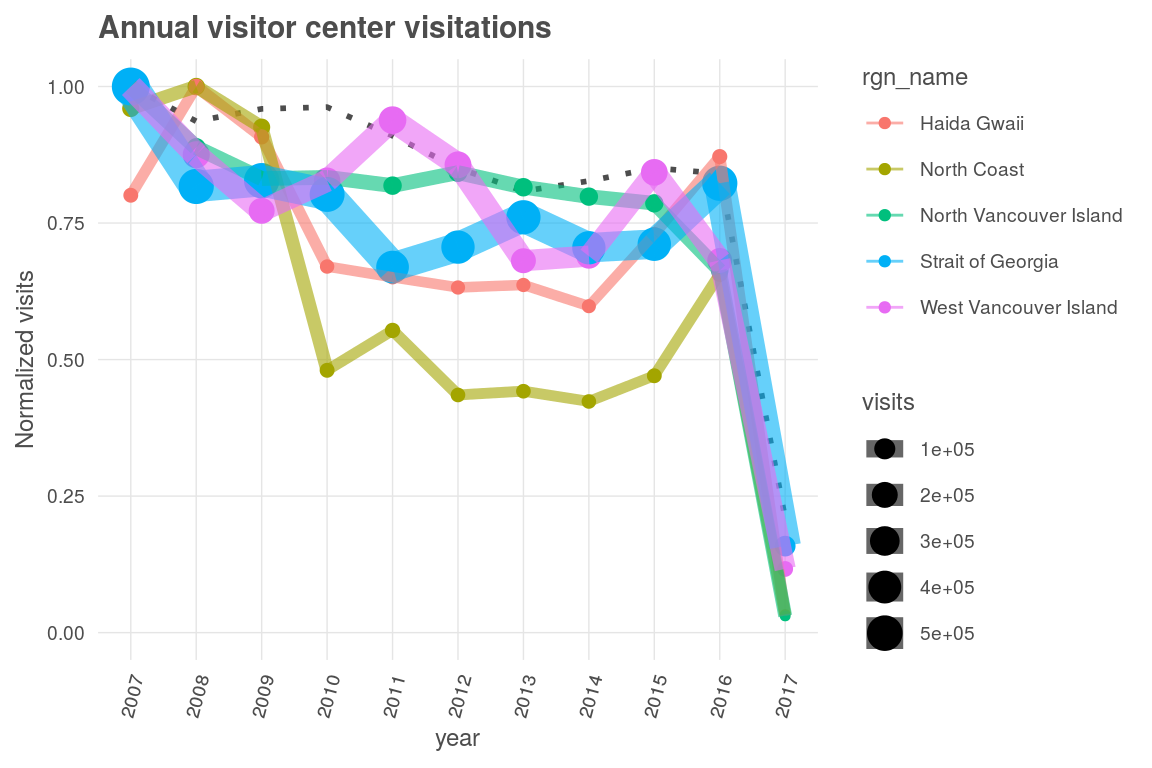 Annual visitor center visitations
Normalized visits
1.00
0.75
0.50
0.25
0.00
2007
2008
2009
2010
2011
2012
2013
2014
2015
2016
2017
year
rgn_name
Haida Gwaii
North Coast
North Vancouver Island
Strait of Georgia
West Vancouver Island
visits
1e+05
2e+05
3e+05
4e+05
5e+05